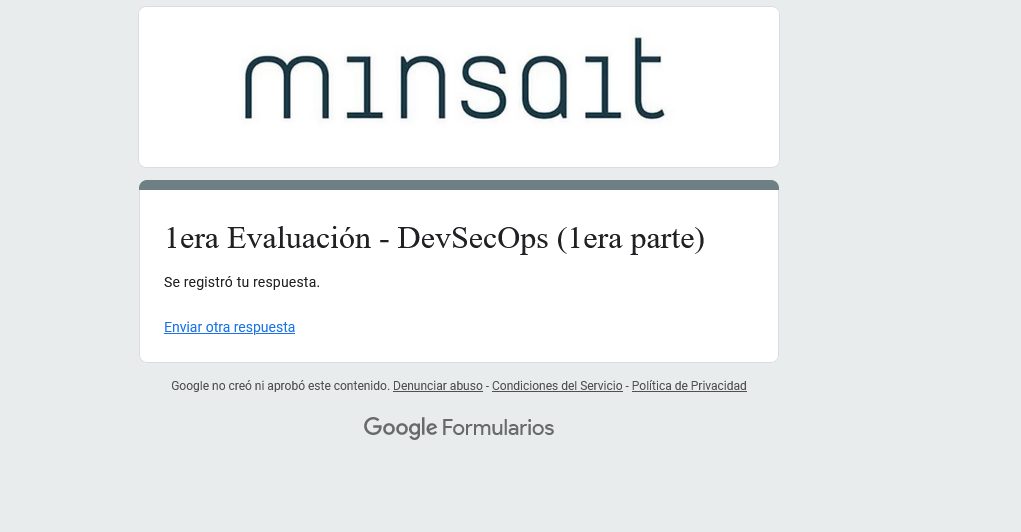 minsait
1era Evaluación - DevSecOps (1era parte)
Se registró tu respuesta.
Enviar otra respuesta
Google no creó ni aprobó este contenido. Denunciar abuso - Condiciones del Servicio - Política de Privacidad
Google Formularios